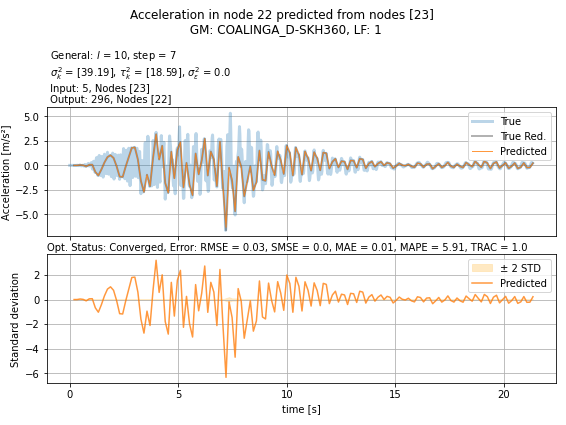 Acceleration in node 22 predicted from nodes [23]
GM: COALINGA_D-SKH360, LF: 1
General: l = 10, step = 7
σ²ₖ = [39.19], τ²ₖ = [18.59], σ²_ε = 0.0
Input: 5, Nodes [23]
Output: 296, Nodes [22]
Acceleration [m/s²]
5.0
2.5
0.0
−2.5
−5.0
True
True Red.
Predicted
Opt. Status: Converged, Error: RMSE = 0.03, SMSE = 0.0, MAE = 0.01, MAPE = 5.91, TRAC = 1.0
Standard deviation
2
0
−2
−4
−6
± 2 STD
Predicted
0 5 10 15 20
time [s]